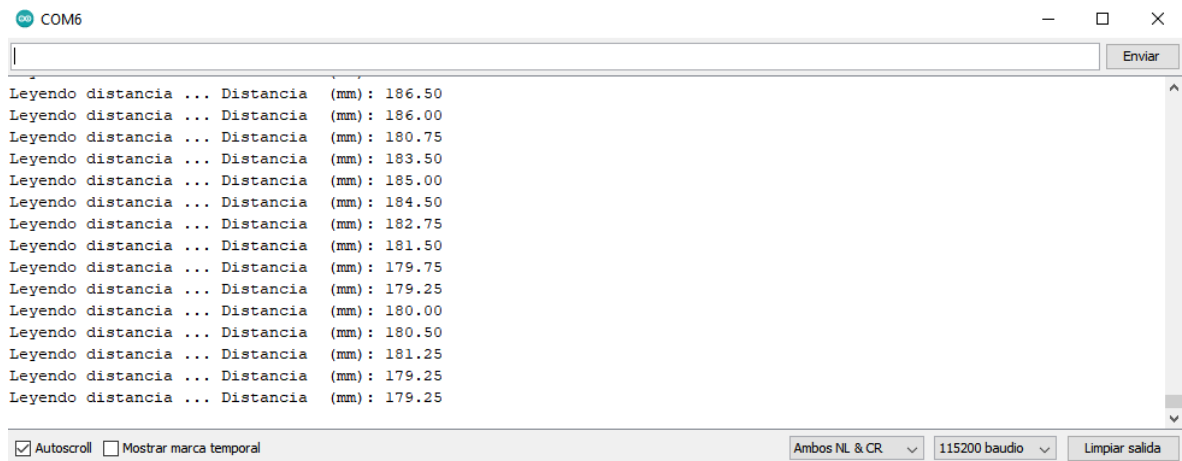 COM6
Enviar
Leyendo distancia ... Distancia  (mm): 186.50
Leyendo distancia ... Distancia  (mm): 186.00
Leyendo distancia ... Distancia  (mm): 180.75
Leyendo distancia ... Distancia  (mm): 183.50
Leyendo distancia ... Distancia  (mm): 185.00
Leyendo distancia ... Distancia  (mm): 184.50
Leyendo distancia ... Distancia  (mm): 182.75
Leyendo distancia ... Distancia  (mm): 181.50
Leyendo distancia ... Distancia  (mm): 179.75
Leyendo distancia ... Distancia  (mm): 179.25
Leyendo distancia ... Distancia  (mm): 180.00
Leyendo distancia ... Distancia  (mm): 180.50
Leyendo distancia ... Distancia  (mm): 181.25
Leyendo distancia ... Distancia  (mm): 179.25
Leyendo distancia ... Distancia  (mm): 179.25
Autoscroll Mostrar marca temporal Ambos NL & CR 115200 baudio Limpiar salida